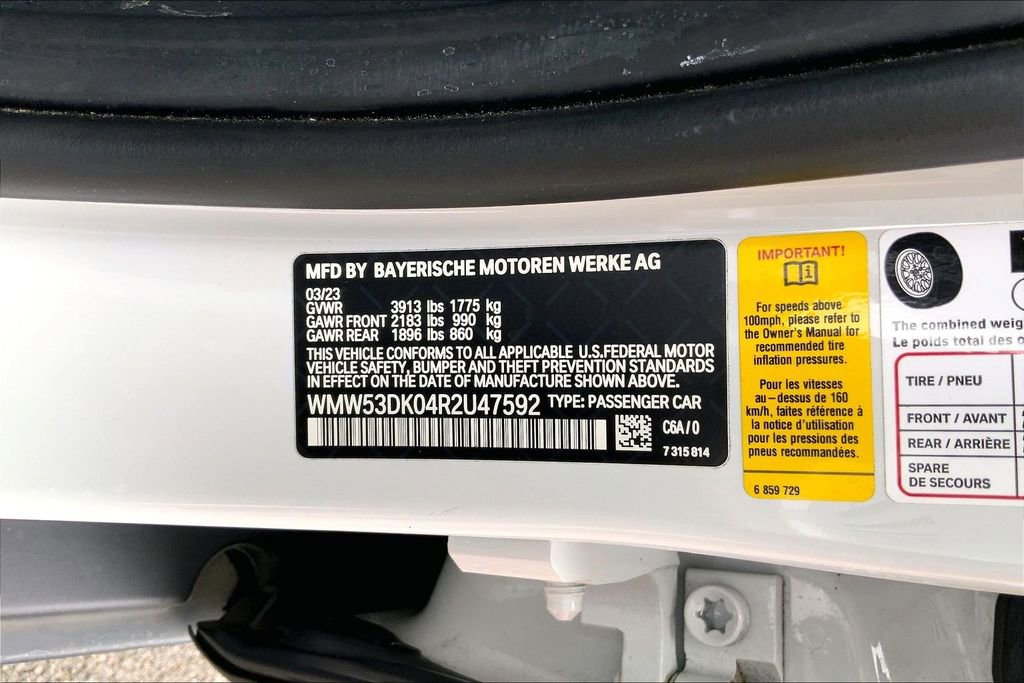 MFD BY BAYERISCHE MOTOREN WERKE AG
03/23
GVWR 3913 lbs 1775 kg
GAWR FRONT 2183 lbs 990 kg
GAWR REAR 1896 lbs 860 kg
THIS VEHICLE CONFORMS TO ALL APPLICABLE U.S.FEDERAL MOTOR
VEHICLE SAFETY, BUMPER AND THEFT PREVENTION STANDARDS
IN EFFECT ON THE DATE OF MANUFACTURE SHOWN ABOVE.
WMW53DK04R2U47592 TYPE: PASSENGER CAR
C6A/0
7 315 814
IMPORTANT!
For speeds above
100mph, please refer to
the Owner's Manual for
recommended tire
inflation pressures.
Pour les vitesses
au-dessus de 160
km/h, faites référence à
la notice d'utilisation
pour les pressions des
pneus recommandées.
6 859 729
The combined
Le poids total des
TIRE / PNEU
FRONT / AVANT
REAR / ARRIÈRE
SPARE
DE SECOURS